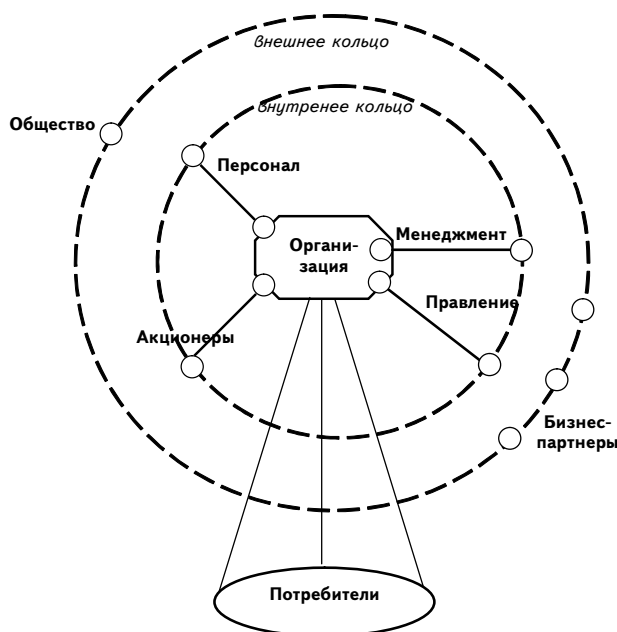 внешнее кольцо
внутренее кольцо
Общество
Персонал
Менеджмент
Органи-
зация
Правление
Акционеры
Бизнес-
партнеры
Потребители